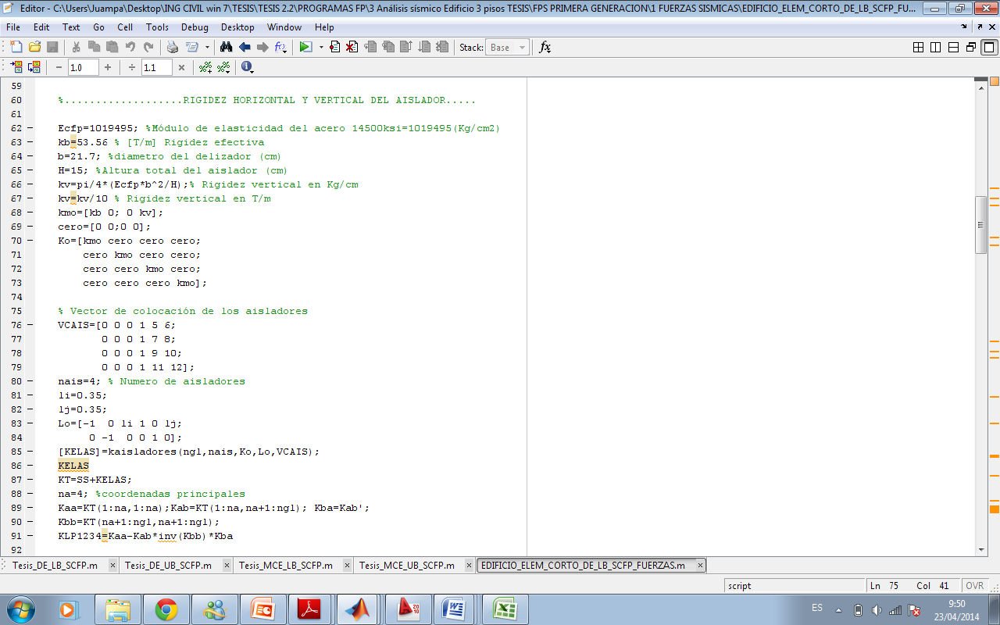 Editor - C:\Users\Juampa\Desktop\ING CIVIL win 7\TESIS\TESIS 2.2\PROGRAMAS FP\3 Análisis sísmico Edificio 3 pisos TESIS\FPS PRIMERA GENERACION\1 FUERZAS SISMICAS\EDIFICIO_ELEM_CORTO_DE_LB_SCFP_FU...
File Edit Text Go Cell Tools Debug Desktop Window Help
Stack: Base fx
1.0 1.1
59
60 %...................RIGIDEZ HORIZONTAL Y VERTICAL DEL AISLADOR.....
61
62 Ecfp=1019495; %Módulo de elasticidad del acero 14500ksi=1019495(Kg/cm2)
63 kb=53.56 % [T/m] Rigidez efectiva
64 b=21.7; %diametro del delizador (cm)
65 H=15; %Altura total del aislador (cm)
66 kv=pi/4*(Ecfp*b^2/H);% Rigidez vertical en Kg/cm
67 kv=kv/10 % Rigidez vertical en T/m
68 kmo=[kb 0; 0 kv];
69 cero=[0 0;0 0];
70 Ko=[kmo cero cero cero;
71 cero kmo cero cero;
72 cero cero kmo cero;
73 cero cero cero kmo];
74
75 % Vector de colocación de los aisladores
76 VCAIS=[0 0 0 1 5 6;
77 0 0 0 1 7 8;
78 0 0 0 1 9 10;
79 0 0 0 1 11 12];
80 nais=4; % Numero de aisladores
81 li=0.35;
82 lj=0.35;
83 Lo=[-1 0 li 1 0 lj;
84 0 -1 0 0 1 0];
85 [KELAS]=kaisladores(ngl,nais,Ko,Lo,VCAIS);
86 KELAS
87 KT=SS+KELAS;
88 na=4; %coordenadas principales
89 Kaa=KT(1:na,1:na);Kab=KT(1:na,na+1:ngl); Kba=Kab';
90 Kbb=KT(na+1:ngl,na+1:ngl);
91 KLP1234=Kaa-Kab*inv(Kbb)*Kba
92
Tesis_DE_LB_SCFP.m Tesis_DE_UB_SCFP.m Tesis_MCE_LB_SCFP.m Tesis_MCE_UB_SCFP.m EDIFICIO_ELEM_CORTO_DE_LB_SCFP_FUERZAS.m
script Ln 75 Col 41 OVR
ES 9:50
23/04/2014